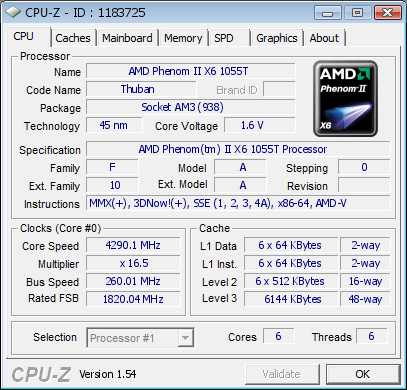 CPU-Z - ID : 1183725
CPU Caches Mainboard Memory SPD Graphics About
Processor
Name AMD Phenom II X6 1055T
Code Name Thuban Brand ID
Package Socket AM3 (938)
Technology 45 nm Core Voltage 1.6 V
AMD
Phenom II
X6
Specification AMD Phenom(tm) II X6 1055T Processor
Family F Model A Stepping 0
Ext. Family 10 Ext. Model A Revision
Instructions MMX(+), 3DNow!(+), SSE (1, 2, 3, 4A), x86-64, AMD-V
Clocks (Core #0)
Core Speed 4290.1 MHz
Multiplier x 16.5
Bus Speed 260.01 MHz
Rated FSB 1820.04 MHz
Cache
L1 Data 6 x 64 KBytes 2-way
L1 Inst. 6 x 64 KBytes 2-way
Level 2 6 x 512 KBytes 16-way
Level 3 6144 KBytes 48-way
Selection Processor #1 Cores 6 Threads 6
CPU-Z Version 1.54 Validate OK